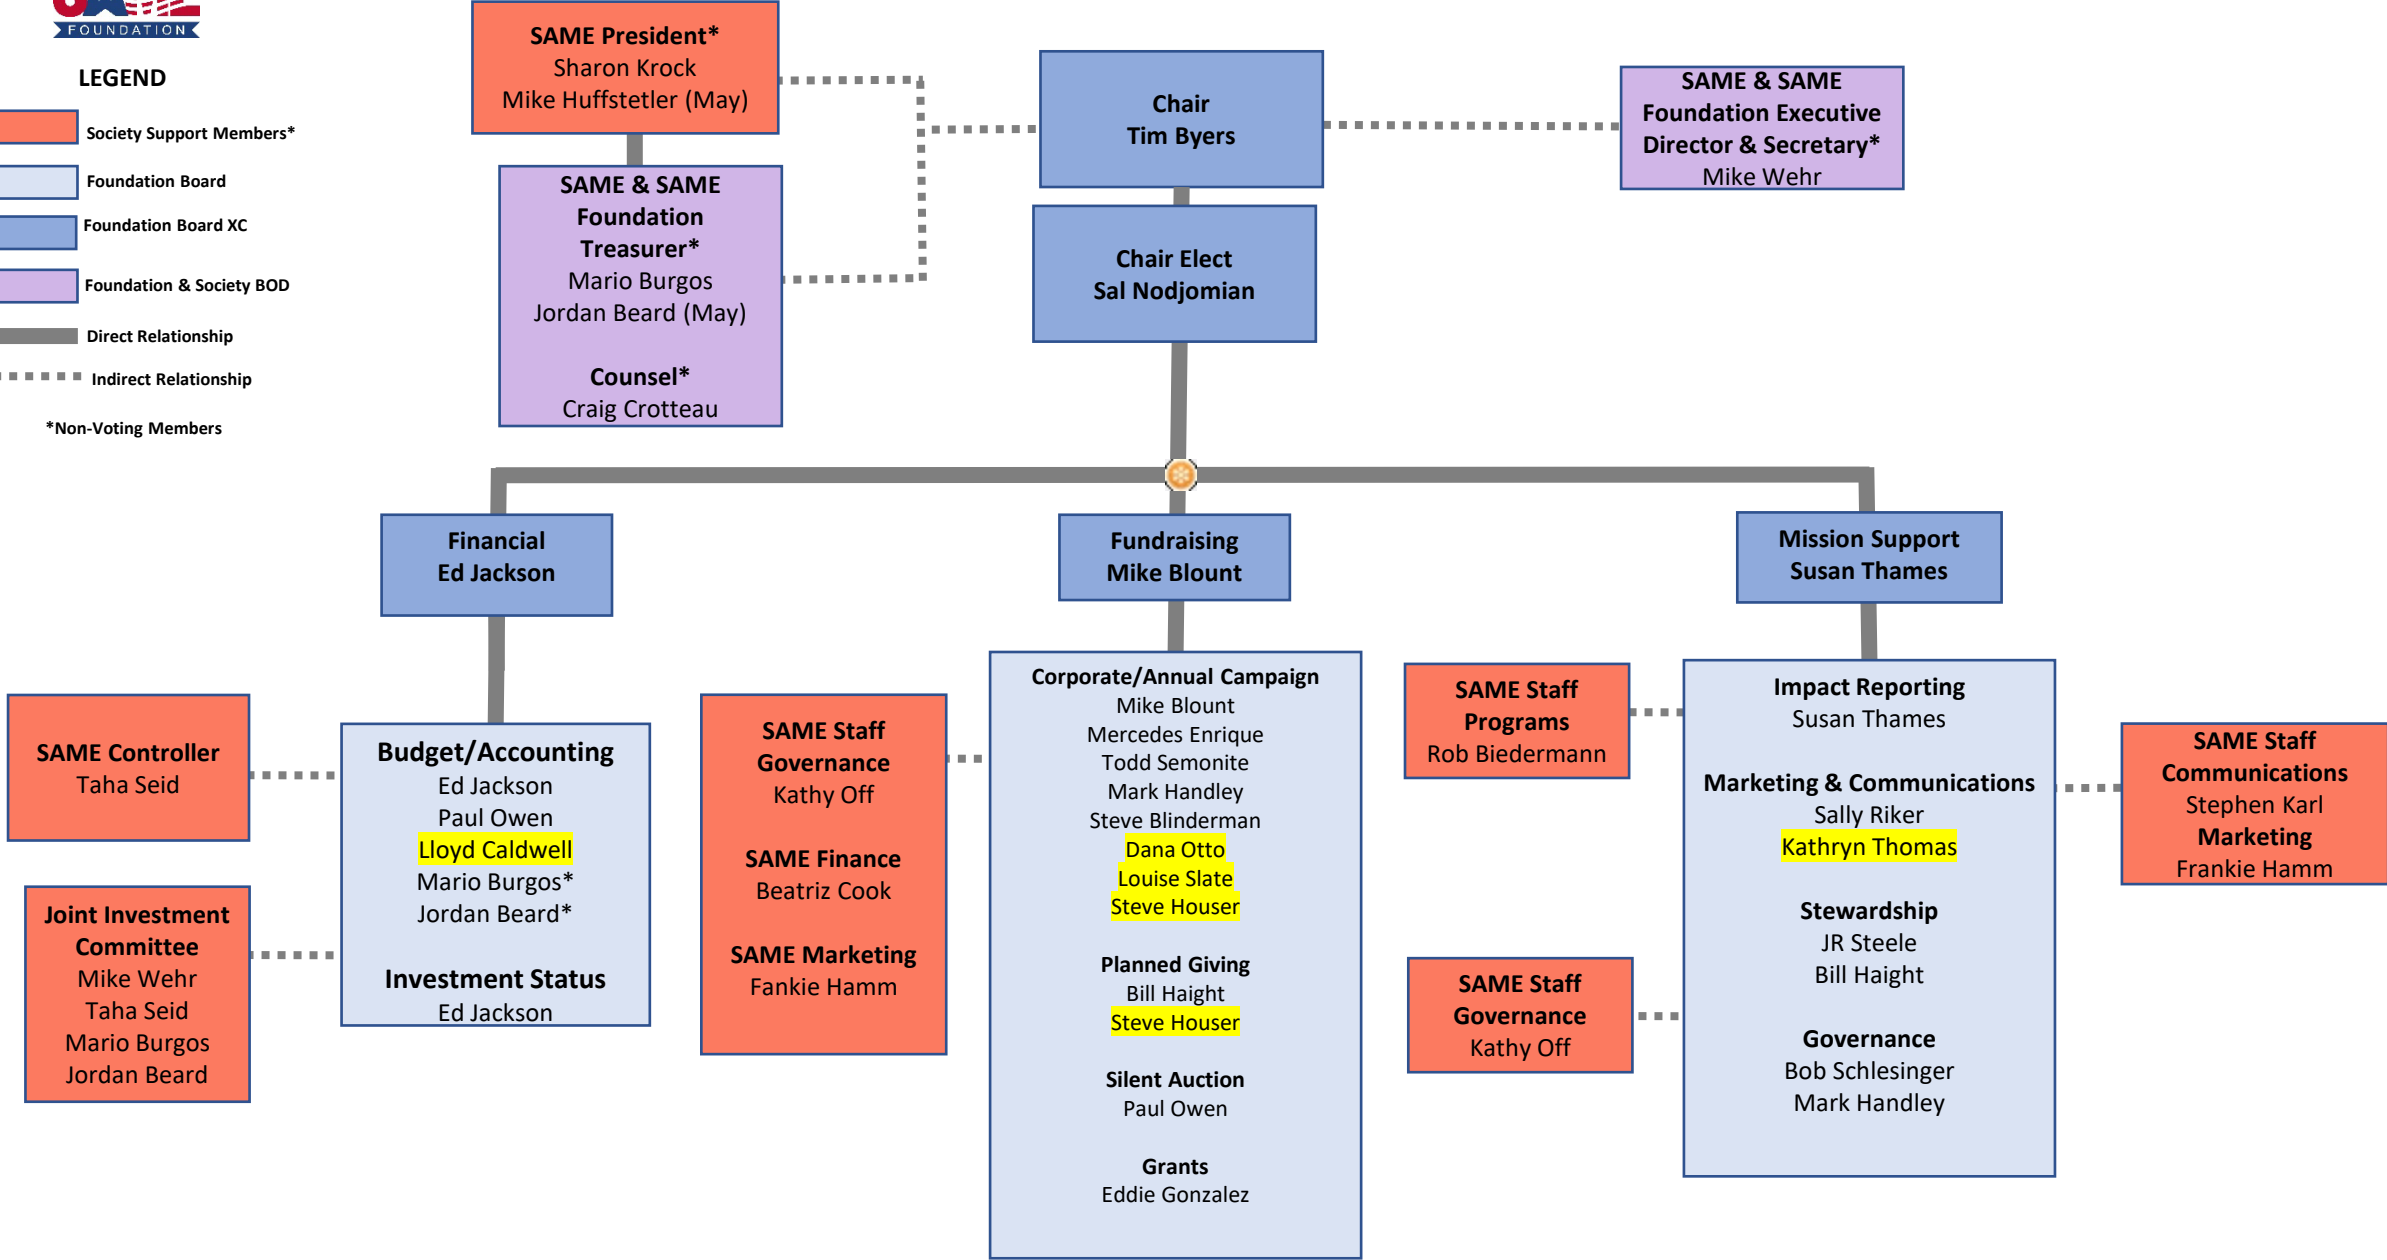 FOUNDATION
LEGEND
Society Support Members*
Foundation Board
Foundation Board XC
Foundation & Society BOD
Direct Relationship
Indirect Relationship
*Non-Voting Members
SAME President*
Sharon Krock
Mike Huffstetler (May)
SAME & SAME
Foundation
Treasurer*
Mario Burgos
Jordan Beard (May)
Counsel*
Craig Crotteau
Chair
Tim Byers
Chair Elect
Sal Nodjomian
SAME & SAME
Foundation Executive
Director & Secretary*
Mike Wehr
Financial
Ed Jackson
Fundraising
Mike Blount
Mission Support
Susan Thames
SAME Controller
Taha Seid
Joint Investment
Committee
Mike Wehr
Taha Seid
Mario Burgos
Jordan Beard
Budget/Accounting
Ed Jackson
Paul Owen
Lloyd Caldwell
Mario Burgos*
Jordan Beard*
Investment Status
Ed Jackson
SAME Staff
Governance
Kathy Off
SAME Finance
Beatriz Cook
SAME Marketing
Fankie Hamm
Corporate/Annual Campaign
Mike Blount
Mercedes Enrique
Todd Semonite
Mark Handley
Steve Blinderman
Dana Otto
Louise Slate
Steve Houser
Planned Giving
Bill Haight
Steve Houser
Silent Auction
Paul Owen
Grants
Eddie Gonzalez
SAME Staff
Programs
Rob Biedermann
SAME Staff
Governance
Kathy Off
Impact Reporting
Susan Thames
Marketing & Communications
Sally Riker
Kathryn Thomas
Stewardship
JR Steele
Bill Haight
Governance
Bob Schlesinger
Mark Handley
SAME Staff
Communications
Stephen Karl
Marketing
Frankie Hamm